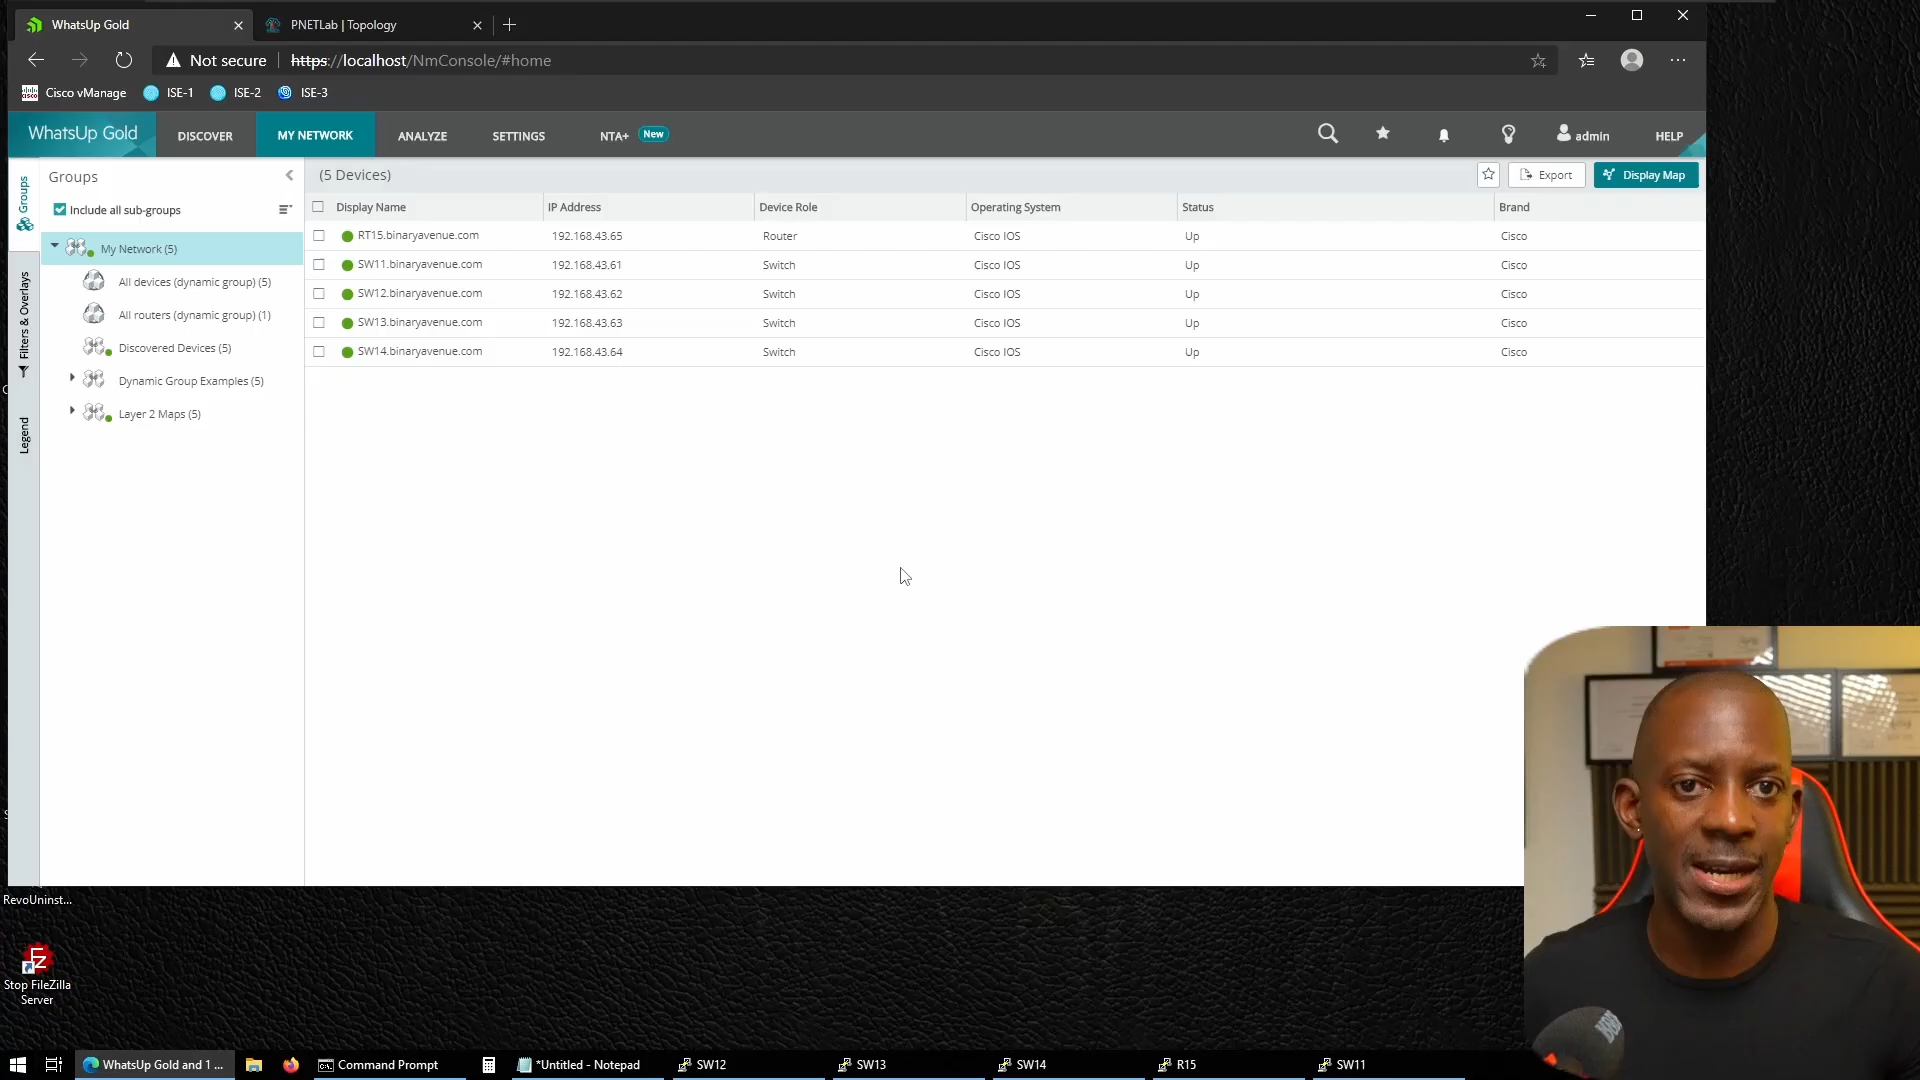 WhatsUp Gold
PNETLab | Topology
Not secure
https://localhost/NmConsole/#home
Cisco vManage
ISE-1
ISE-2
ISE-3
WhatsUp Gold
DISCOVER
MY NETWORK
ANALYZE
SETTINGS
NTA+
New
admin
HELP
Groups
Filters & Overlays
Legend
Groups
Include all sub-groups
My Network (5)
All devices (dynamic group) (5)
All routers (dynamic group) (1)
Discovered Devices (5)
Dynamic Group Examples (5)
Layer 2 Maps (5)
(5 Devices)
Export
Display Map
Display Name IP Address Device Role Operating System Status Brand
RT15.binaryavenue.com 192.168.43.65 Router Cisco IOS Up Cisco
SW11.binaryavenue.com 192.168.43.61 Switch Cisco IOS Up Cisco
SW12.binaryavenue.com 192.168.43.62 Switch Cisco IOS Up Cisco
SW13.binaryavenue.com 192.168.43.63 Switch Cisco IOS Up Cisco
SW14.binaryavenue.com 192.168.43.64 Switch Cisco IOS Up Cisco
RevoUninst...
FZ
Stop FileZilla
Server
WhatsUp Gold and 1 ...
Command Prompt
*Untitled - Notepad
SW12
SW13
SW14
R15
SW11